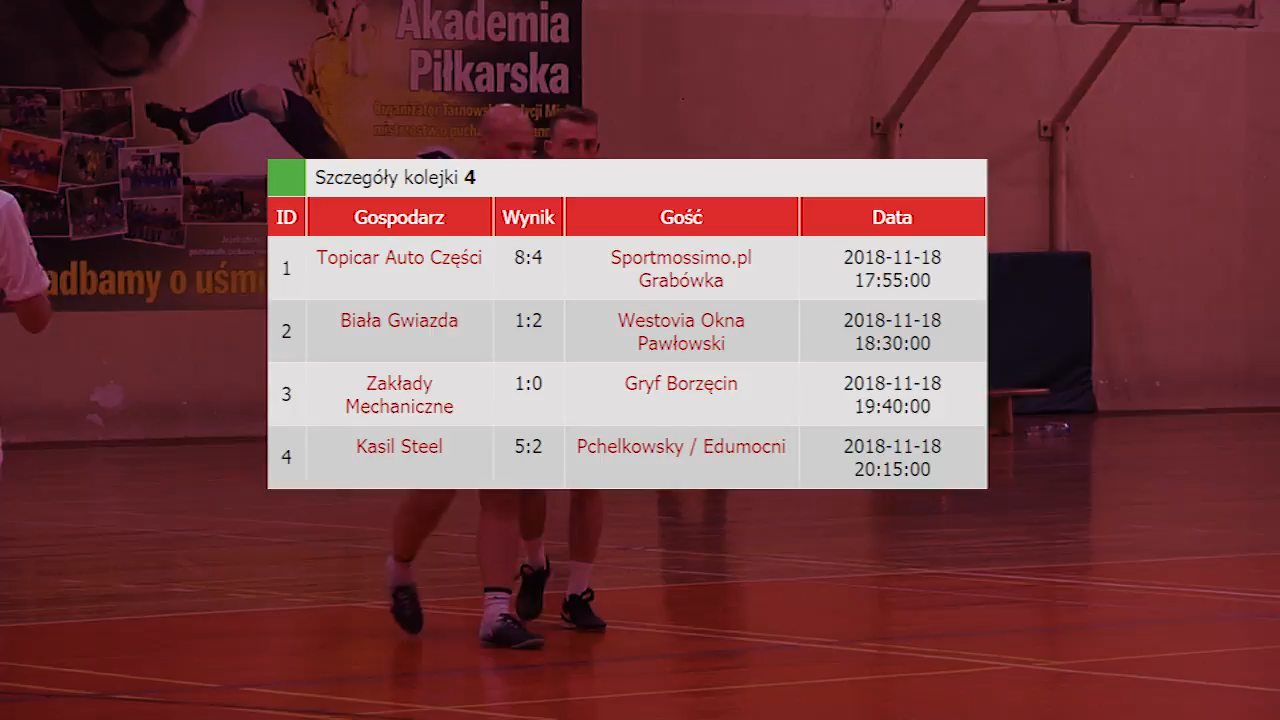 Akademia
Piłkarska
Szczegóły kolejki 4
ID Gospodarz Wynik Gość Data
1 Topicar Auto Części 8:4 Sportmossimo.pl 2018-11-18
Grabówka 17:55:00
2 Biała Gwiazda 1:2 Westovia Okna 2018-11-18
Pawłowski 18:30:00
3 Zakłady 1:0 Gryf Borzęcin 2018-11-18
Mechaniczne 19:40:00
4 Kasil Steel 5:2 Pchelkowsky / Edumocni 2018-11-18
20:15:00